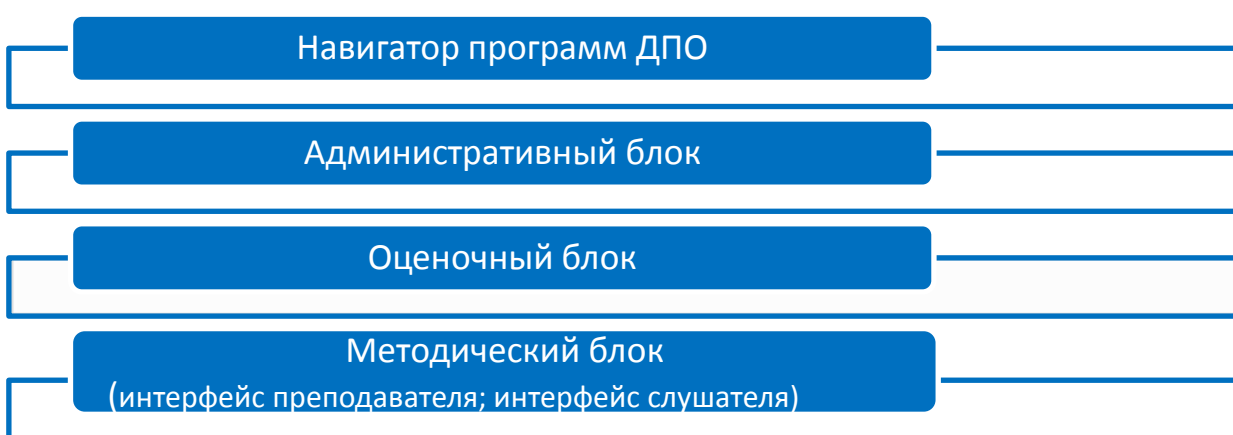 Навигатор программ ДПО
Административный блок
Оценочный блок
Методический блок
(интерфейс преподавателя; интерфейс слушателя)